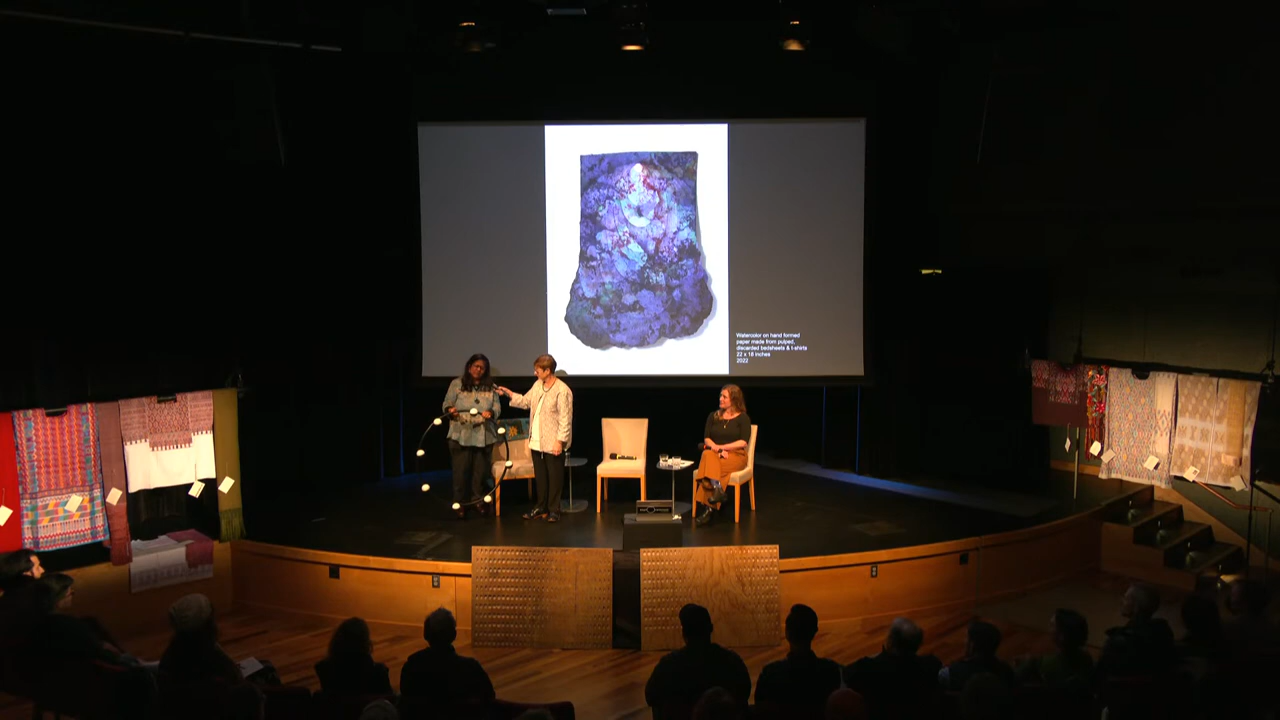 Watercolor on hand formed
paper made from pulped,
discarded bedsheets & t-shirts
22 x 18 inches
2022